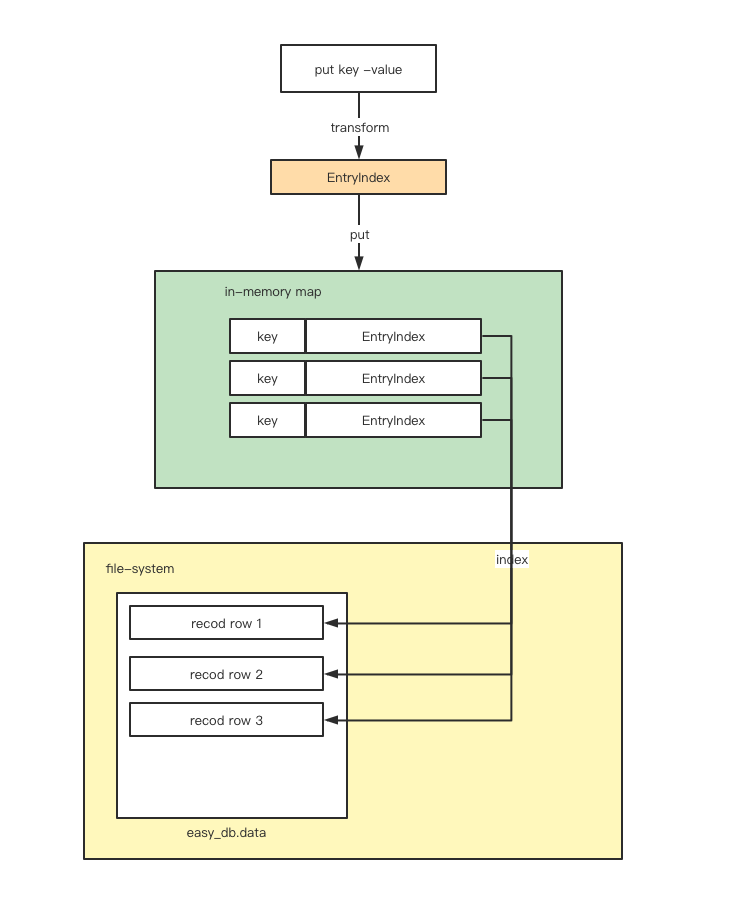 put key -value
transform
EntryIndex
put
in-memory map
key EntryIndex
key EntryIndex
key EntryIndex
index
file-system
recod row 1
recod row 2
recod row 3
easy_db.data